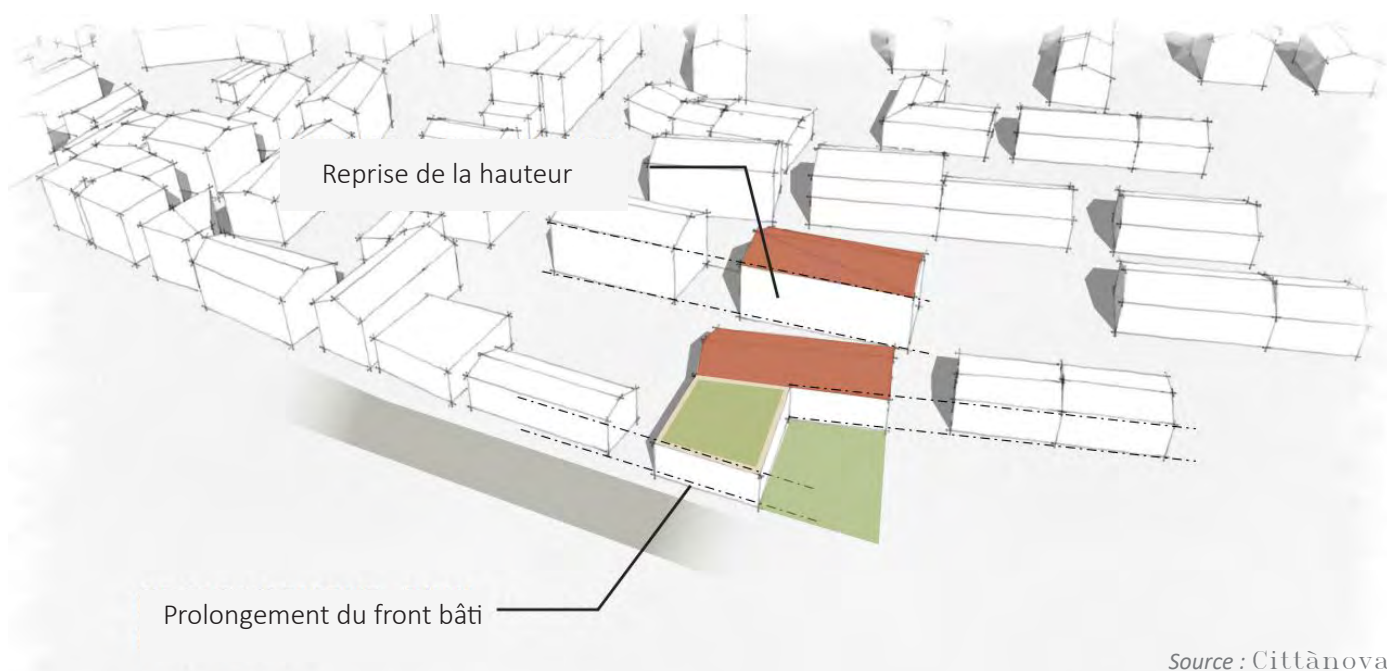 Reprise de la hauteur
Prolongement du front bâti
Source : Cittànova